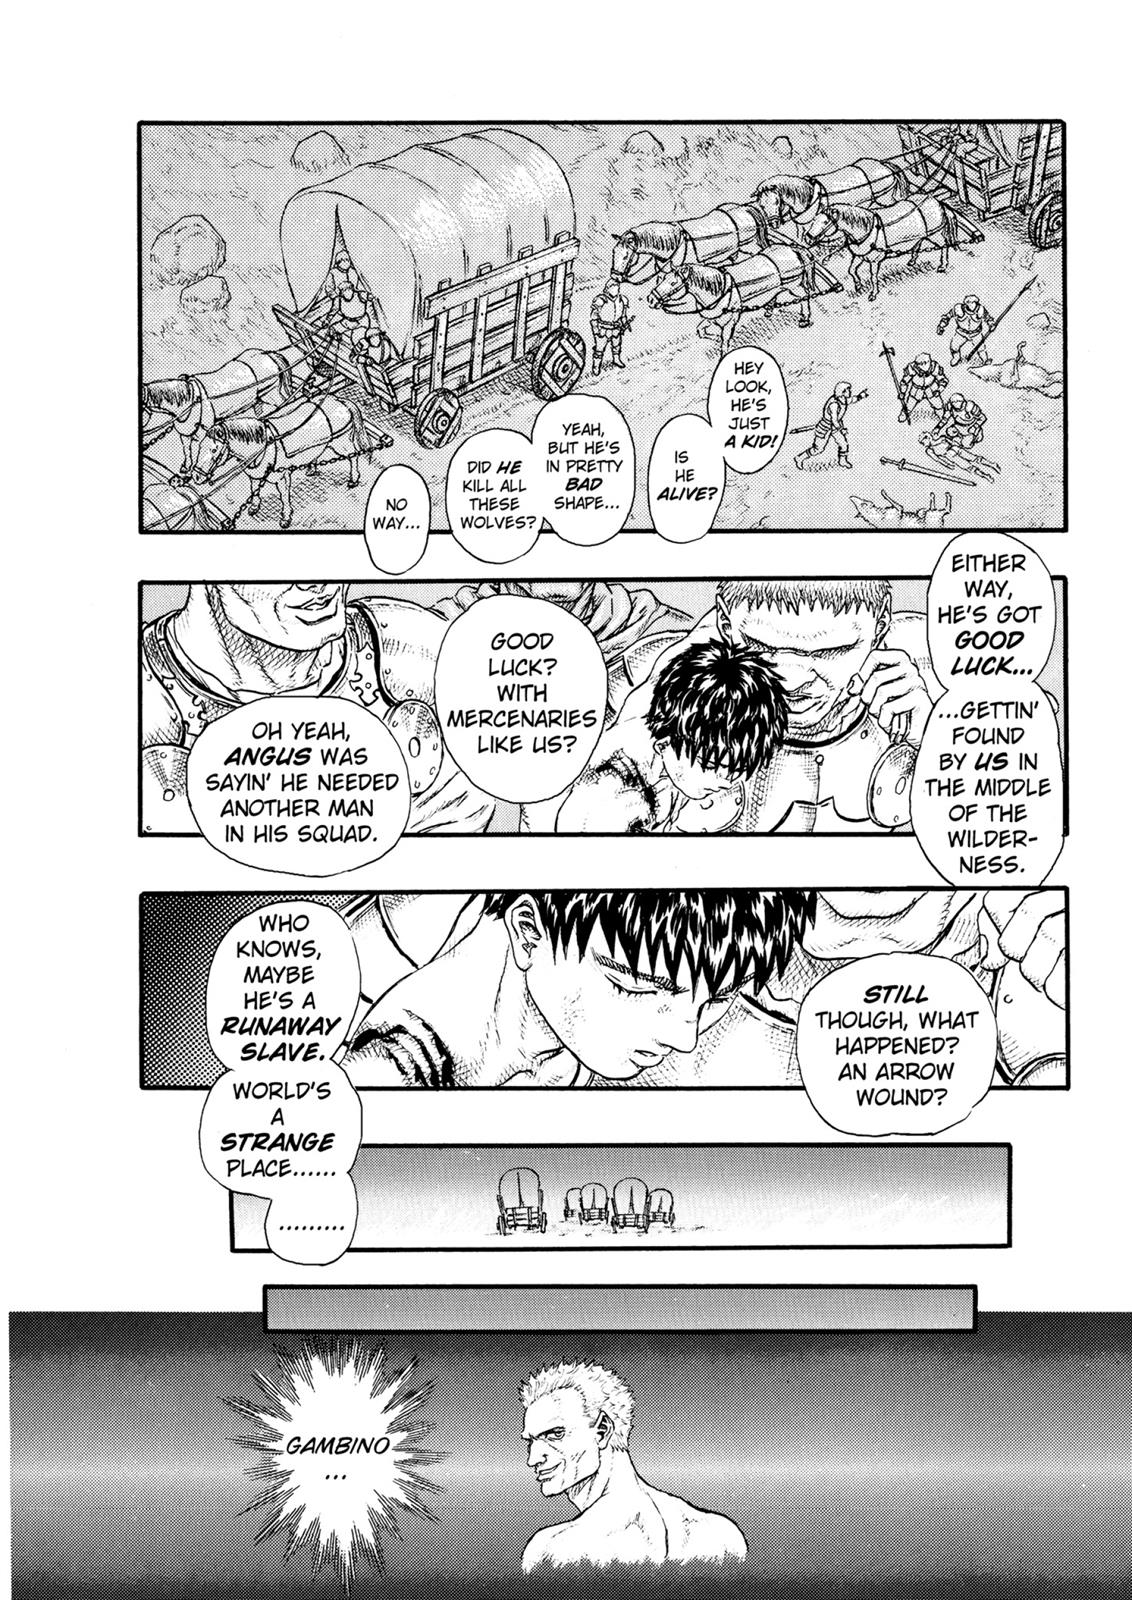 HEY
LOOK,
HE'S
JUST
A KID!
IS
HE
ALIVE?
YEAH,
BUT HE'S
IN PRETTY
BAD
SHAPE...
DID HE
KILL ALL
THESE
WOLVES?
NO
WAY...
EITHER
WAY,
HE'S GOT
GOOD
LUCK...
...GETTIN'
FOUND
BY US IN
THE MIDDLE
OF THE
WILDER-
NESS.
GOOD
LUCK?
WITH
MERCENARIES
LIKE US?
OH YEAH,
ANGUS WAS
SAYIN' HE NEEDED
ANOTHER MAN
IN HIS SQUAD.
STILL
THOUGH, WHAT
HAPPENED?
AN ARROW
WOUND?
WHO
KNOWS,
MAYBE
HE'S A
RUNAWAY
SLAVE.
WORLD'S
A
STRANGE
PLACE......
..........
GAMBINO
...